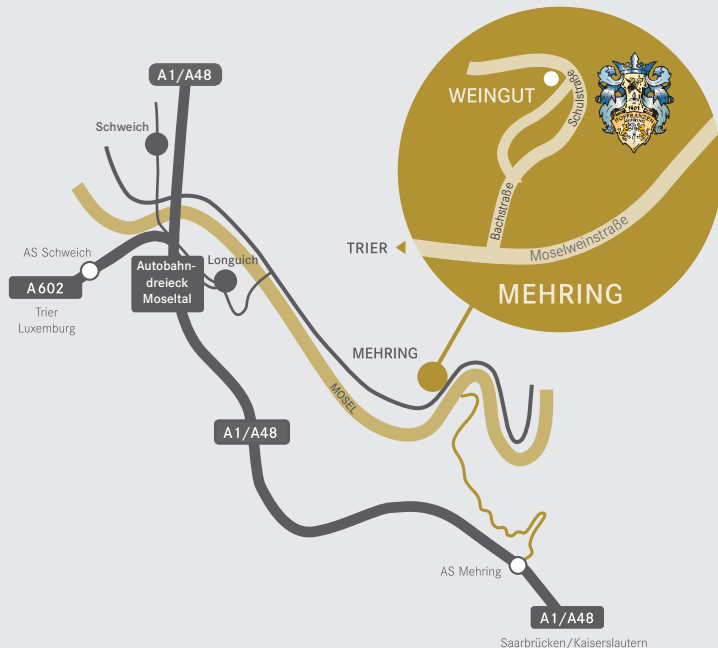 A1/A48
Schweich
AS Schweich
A602
Trier
Luxemburg
Autobahn-
dreieck
Moseltal
Longuich
MOSEL
MEHRING
A1/A48
AS Mehring
A1/A48
Saarbrücken/Kaiserslautern
WEINGUT
Schulstraße
Bachstraße
Moselweinstraße
TRIER
MEHRING